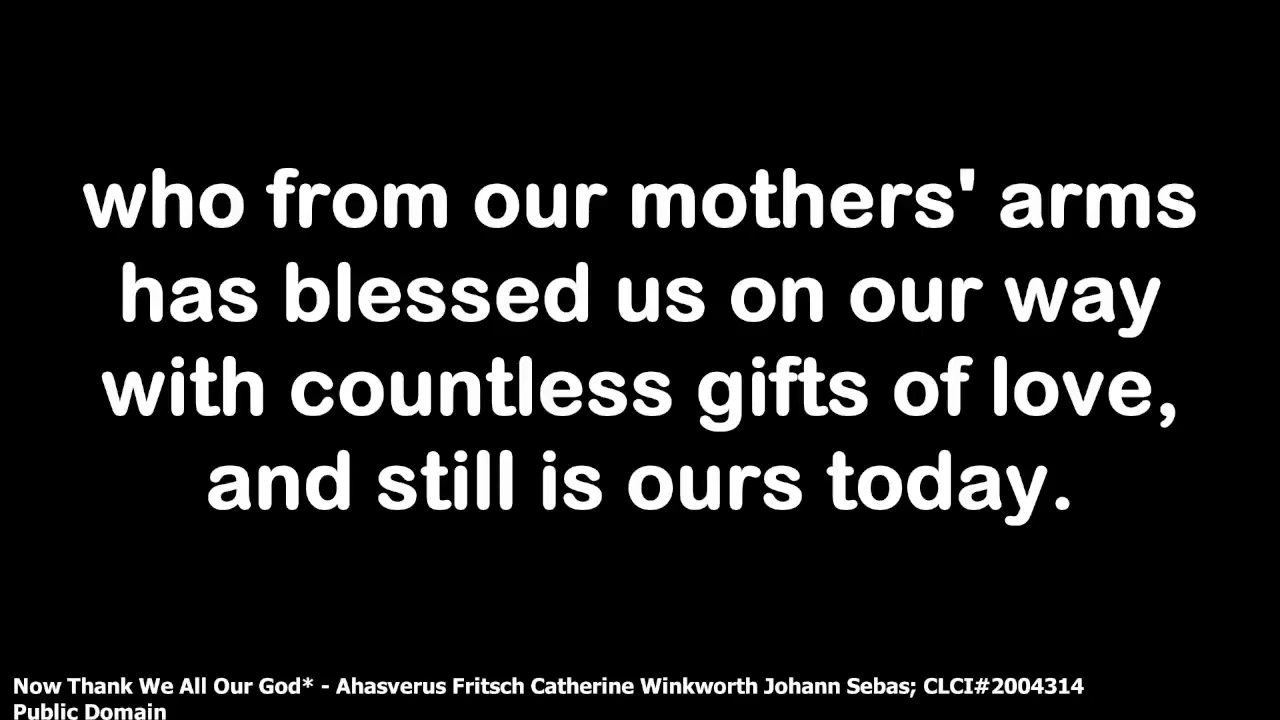 who from our mothers' arms
has blessed us on our way
with countless gifts of love,
and still is ours today.
Now Thank We All Our God* - Ahasverus Fritsch Catherine Winkworth Johann Sebas; CLCI#2004314
Public Domain